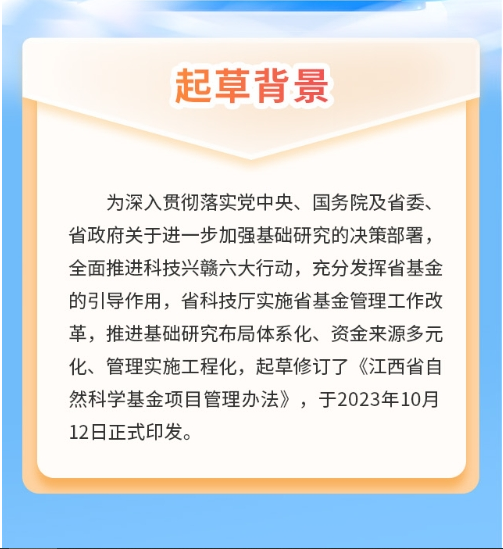 起草背景
为深入贯彻落实党中央、国务院及省委、
省政府关于进一步加强基础研究的决策部署，
全面推进科技兴赣六大行动，充分发挥省基金
的引导作用，省科技厅实施省基金管理工作改
革，推进基础研究布局体系化、资金来源多元
化、管理实施工程化，起草修订了《江西省自
然科学基金项目管理办法》，于2023年10月
12日正式印发。